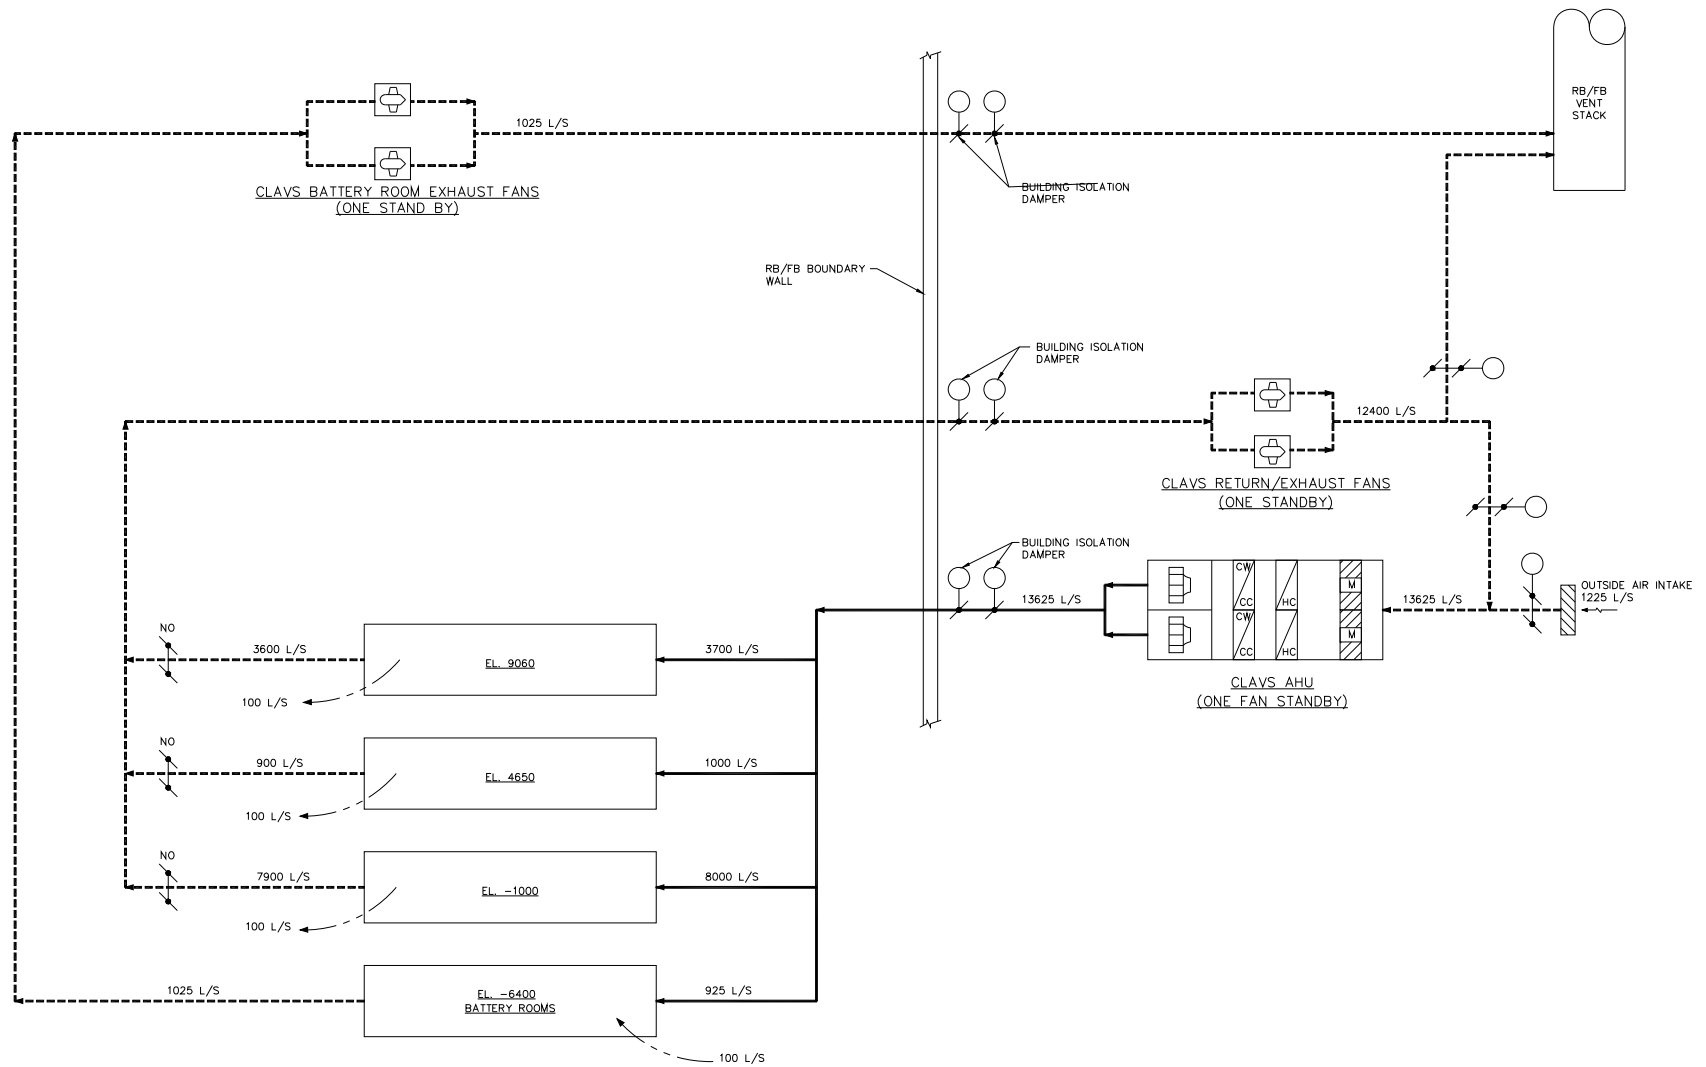 RB/FB
VENT
STACK
1025 L/S
CLAVS BATTERY ROOM EXHAUST FANS
(ONE STAND BY)
BUILDING ISOLATION
DAMPER
RB/FB BOUNDARY
WALL
BUILDING ISOLATION
DAMPER
12400 L/S
CLAVS RETURN/EXHAUST FANS
(ONE STANDBY)
BUILDING ISOLATION
DAMPER
13625 L/S
CW
CC
HC
M
CW
CC
HC
M
13625 L/S
OUTSIDE AIR INTAKE
1225 L/S
CLAVS AHU
(ONE FAN STANDBY)
NO
3600 L/S
EL. 9060
3700 L/S
100 L/S
NO
900 L/S
EL. 4650
1000 L/S
100 L/S
NO
7900 L/S
EL. -1000
8000 L/S
100 L/S
1025 L/S
EL. -6400
BATTERY ROOMS
925 L/S
100 L/S